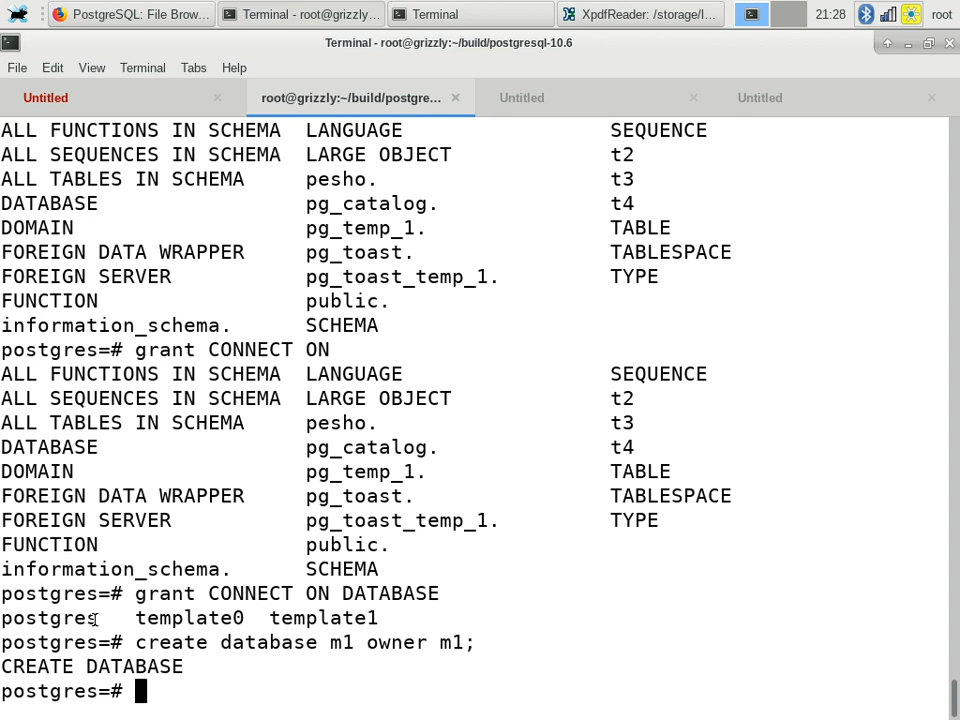 PostgreSQL: File Brow... Terminal - root@grizzly:... Terminal XpdfReader: /storage/l... 21:28 root
Terminal - root@grizzly:~/build/postgresql-10.6
File Edit View Terminal Tabs Help
Untitled root@grizzly:~/build/postgre... Untitled Untitled
ALL FUNCTIONS IN SCHEMA LANGUAGE SEQUENCE
ALL SEQUENCES IN SCHEMA LARGE OBJECT t2
ALL TABLES IN SCHEMA pesho. t3
DATABASE pg_catalog. t4
DOMAIN pg_temp_1. TABLE
FOREIGN DATA WRAPPER pg_toast. TABLESPACE
FOREIGN SERVER pg_toast_temp_1. TYPE
FUNCTION public.
information_schema. SCHEMA
postgres=# grant CONNECT ON
ALL FUNCTIONS IN SCHEMA LANGUAGE SEQUENCE
ALL SEQUENCES IN SCHEMA LARGE OBJECT t2
ALL TABLES IN SCHEMA pesho. t3
DATABASE pg_catalog. t4
DOMAIN pg_temp_1. TABLE
FOREIGN DATA WRAPPER pg_toast. TABLESPACE
FOREIGN SERVER pg_toast_temp_1. TYPE
FUNCTION public.
information_schema. SCHEMA
postgres=# grant CONNECT ON DATABASE
postgres template0 template1
postgres=# create database m1 owner m1;
CREATE DATABASE
postgres=#